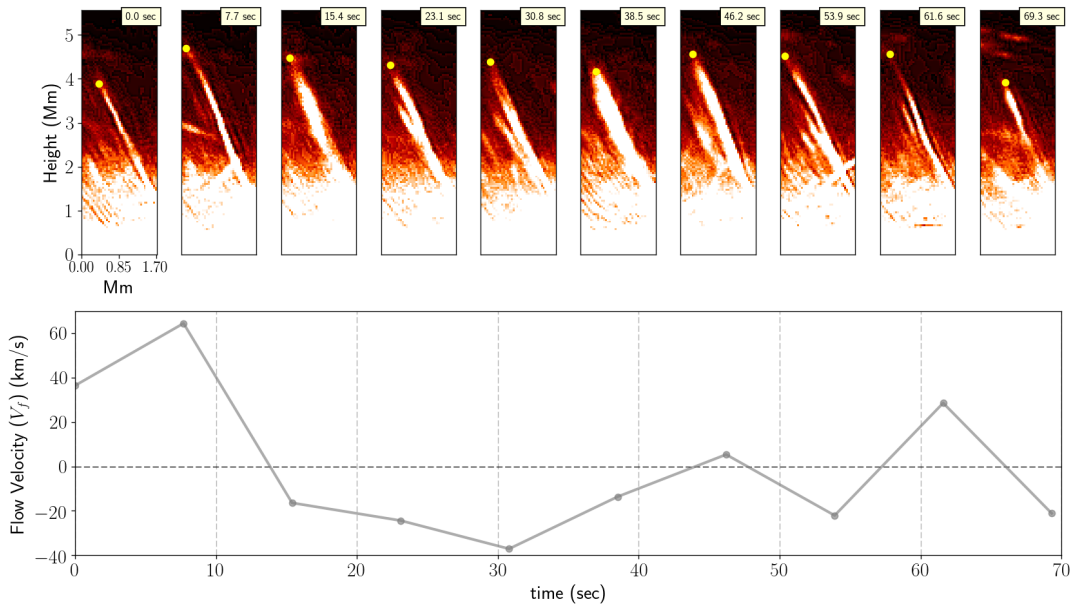 0.0 sec 7.7 sec 15.4 sec 23.1 sec 30.8 sec 38.5 sec 46.2 sec 53.9 sec 61.6 sec 69.3 sec
5
4
3
2
1
0
Height (Mm)
0.00 0.85 1.70
Mm
60
40
20
0
−20
−40
Flow Velocity (V_f) (km/s)
0 10 20 30 40 50 60 70
time (sec)